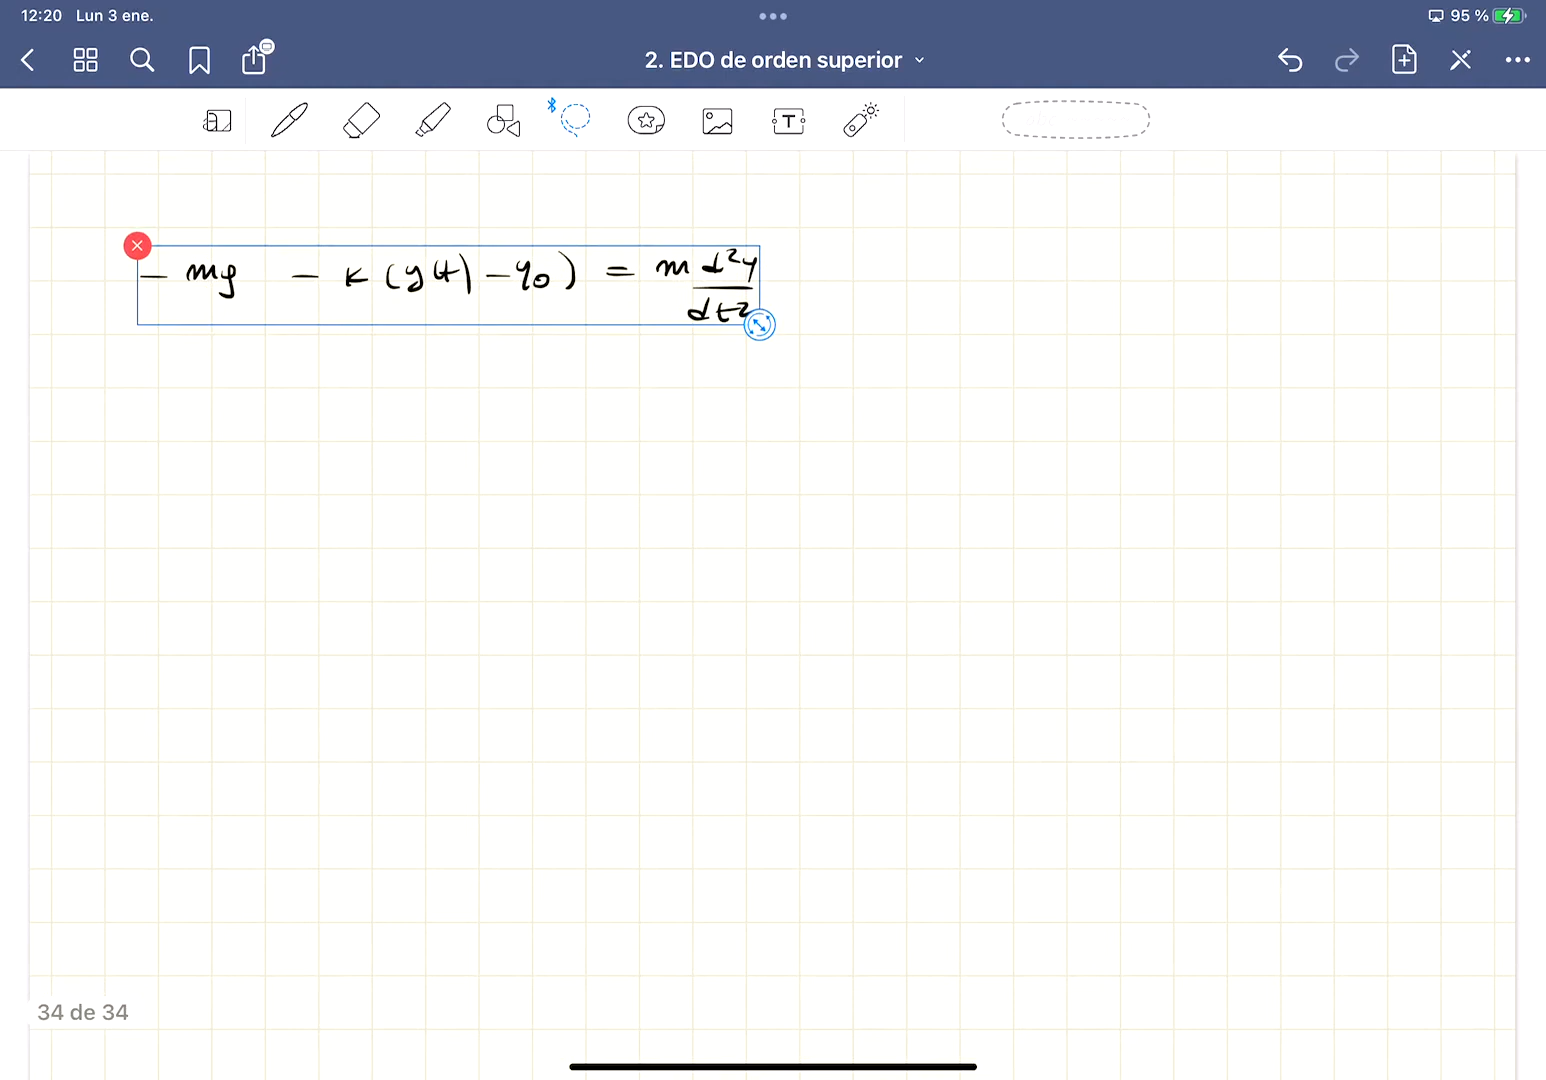 12:20 Lun 3 ene.
95 %
2. EDO de orden superior
T
- mg - k (y(t) - y0) = m d²y
dt²
34 de 34